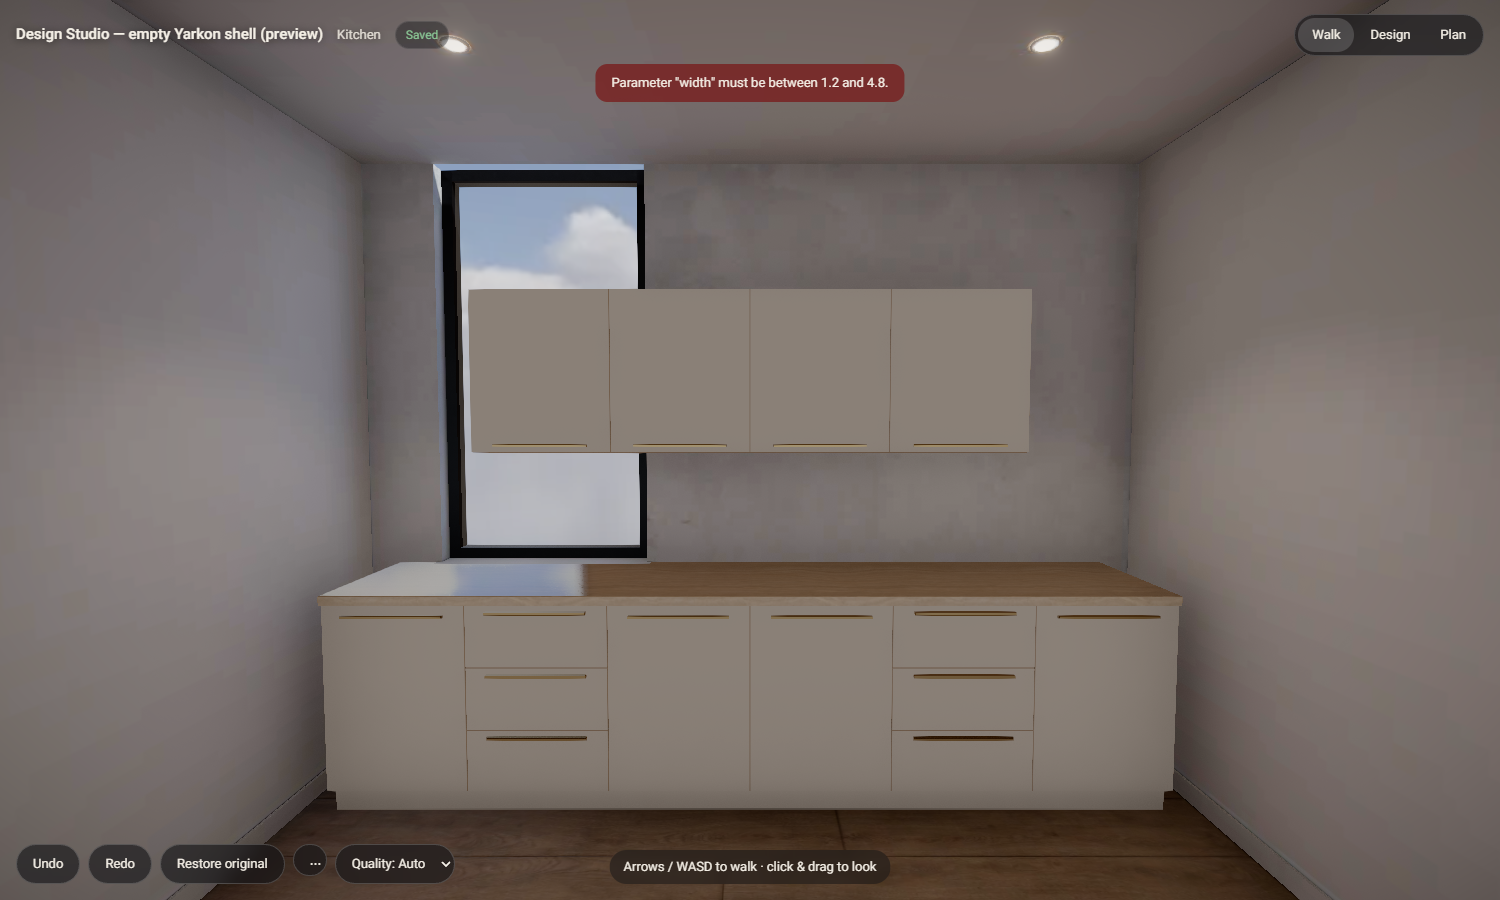 Design Studio — empty Yarkon shell (preview) Kitchen Saved
Walk Design Plan
Parameter "width" must be between 1.2 and 4.8.
Undo Redo Restore original ... Quality: Auto
Arrows / WASD to walk · click & drag to look